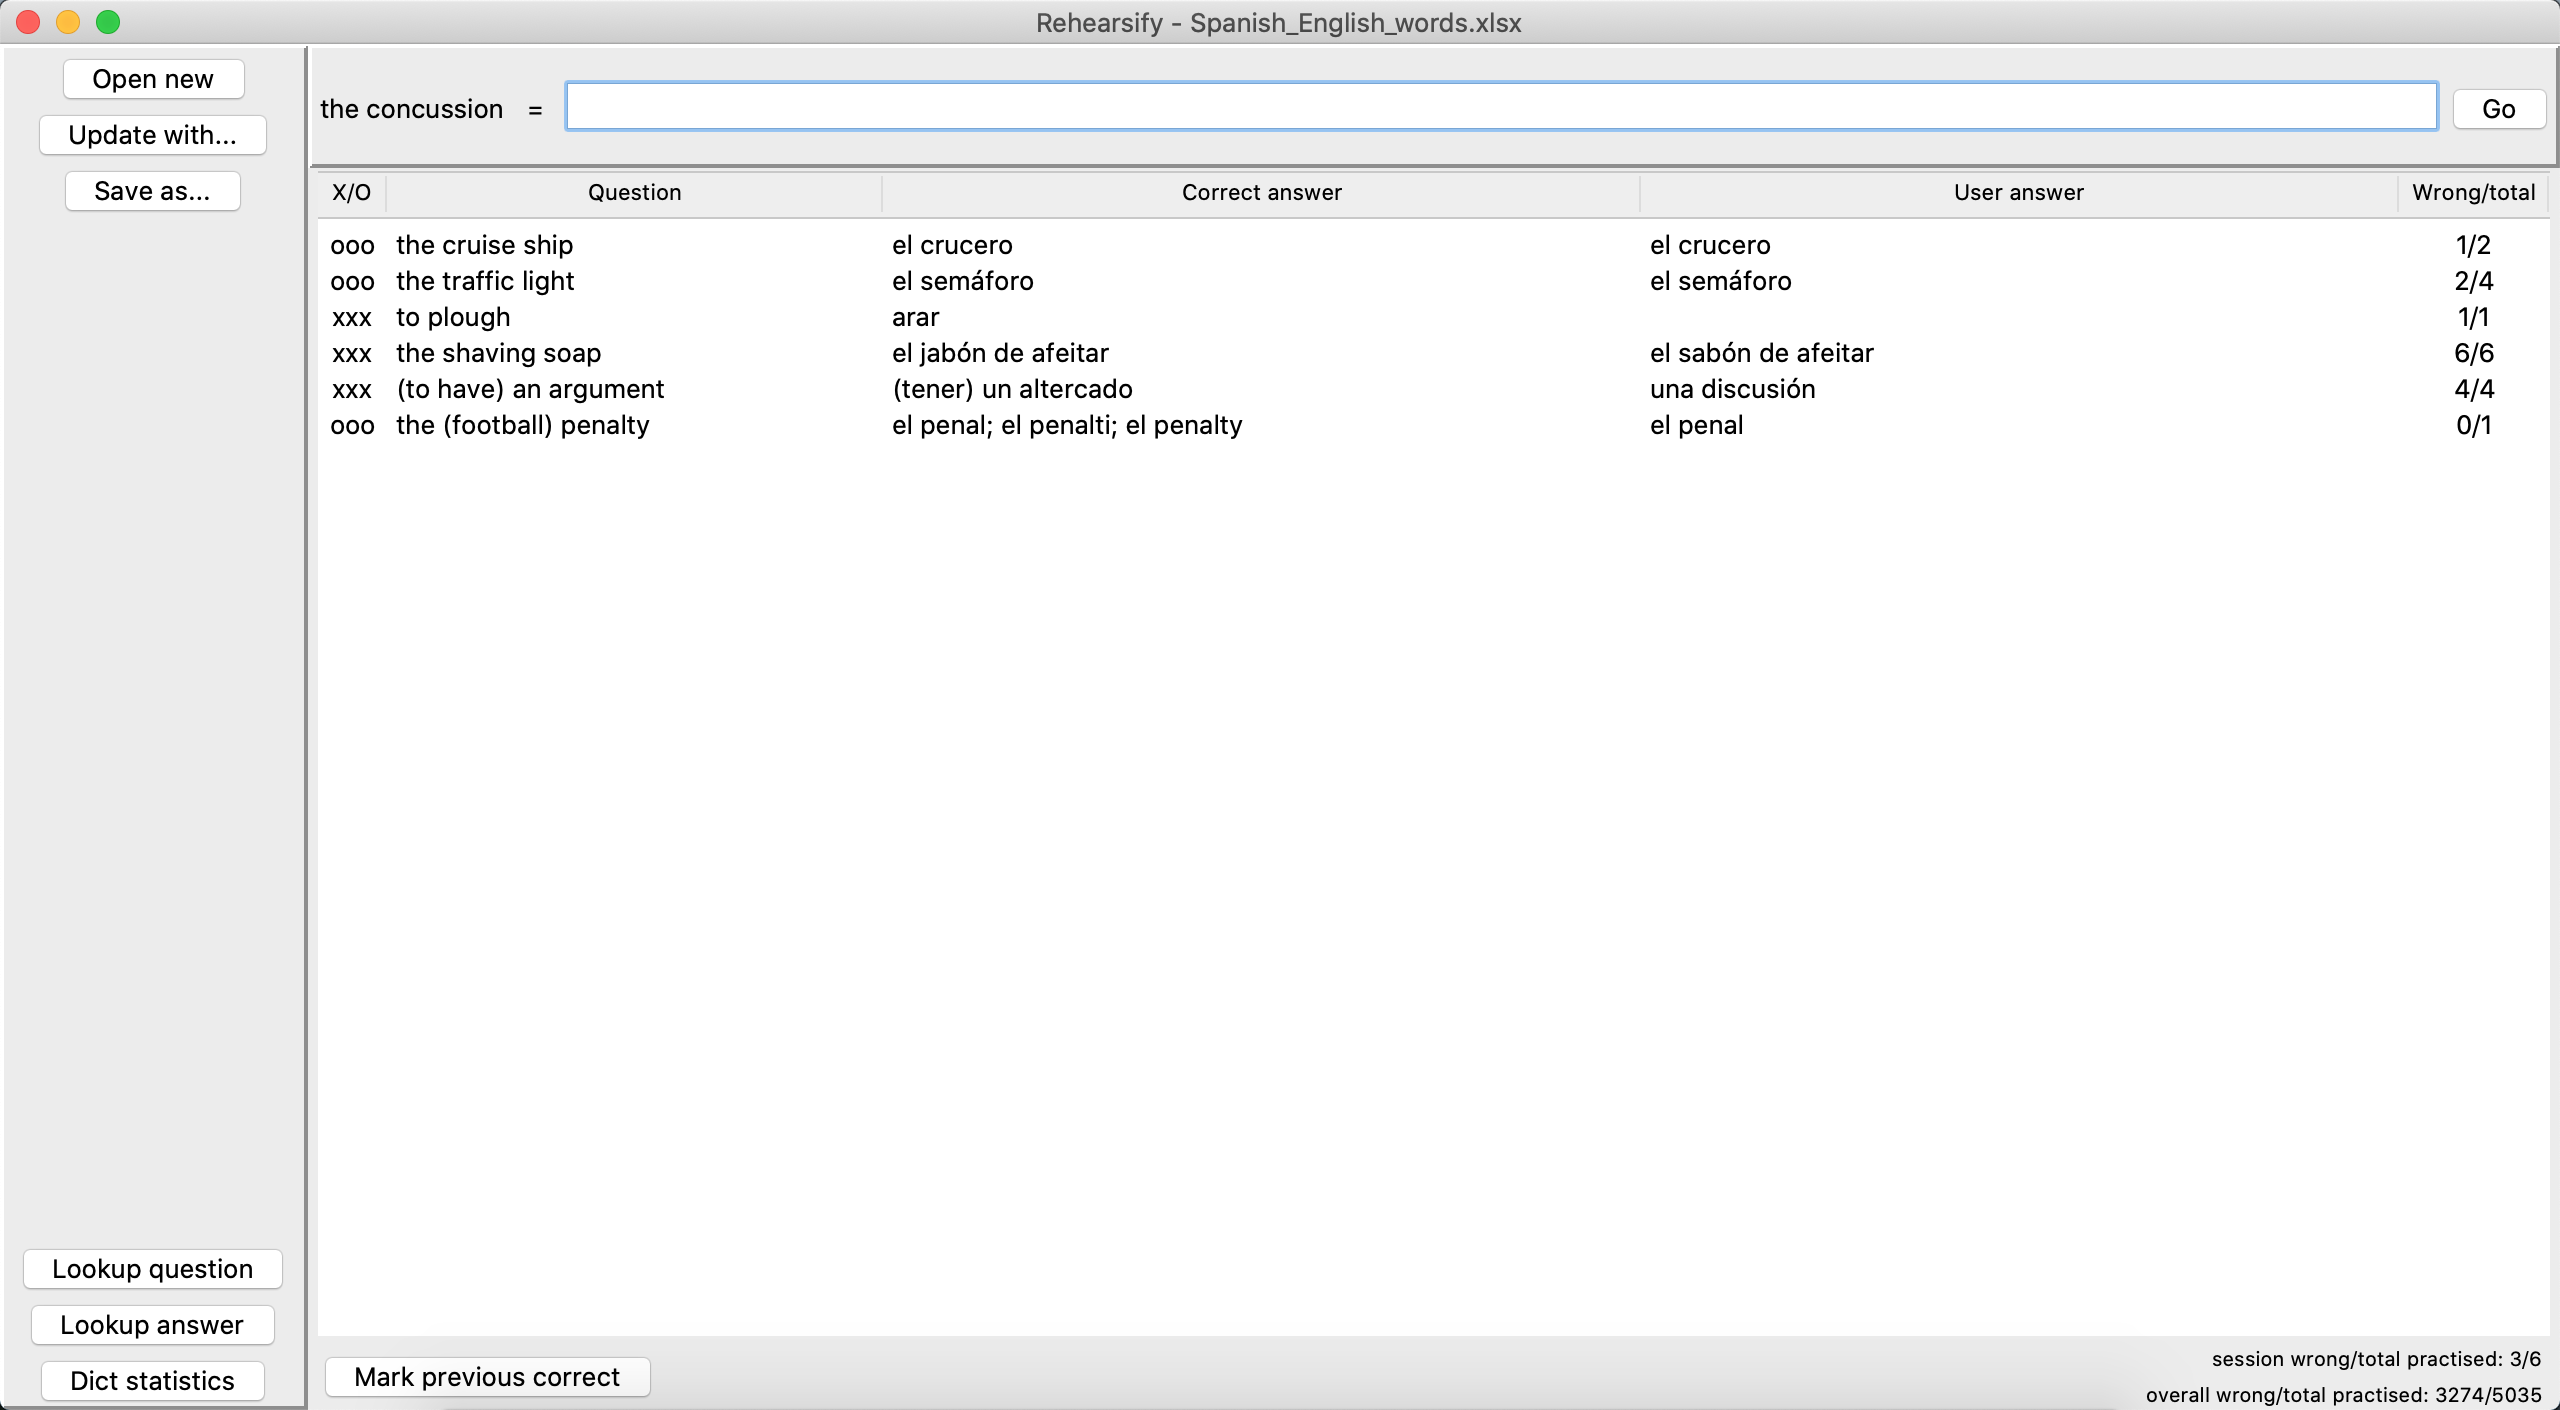 Rehearsify - Spanish_English_words.xlsx
Open new
Update with...
Save as...
the concussion =
Go
X/O Question Correct answer User answer Wrong/total
ooo the cruise ship el crucero el crucero 1/2
ooo the traffic light el semáforo el semáforo 2/4
xxx to plough arar 1/1
xxx the shaving soap el jabón de afeitar el sabón de afeitar 6/6
xxx (to have) an argument (tener) un altercado una discusión 4/4
ooo the (football) penalty el penal; el penalti; el penalty el penal 0/1
Lookup question
Lookup answer
Dict statistics
Mark previous correct
session wrong/total practised: 3/6
overall wrong/total practised: 3274/5035